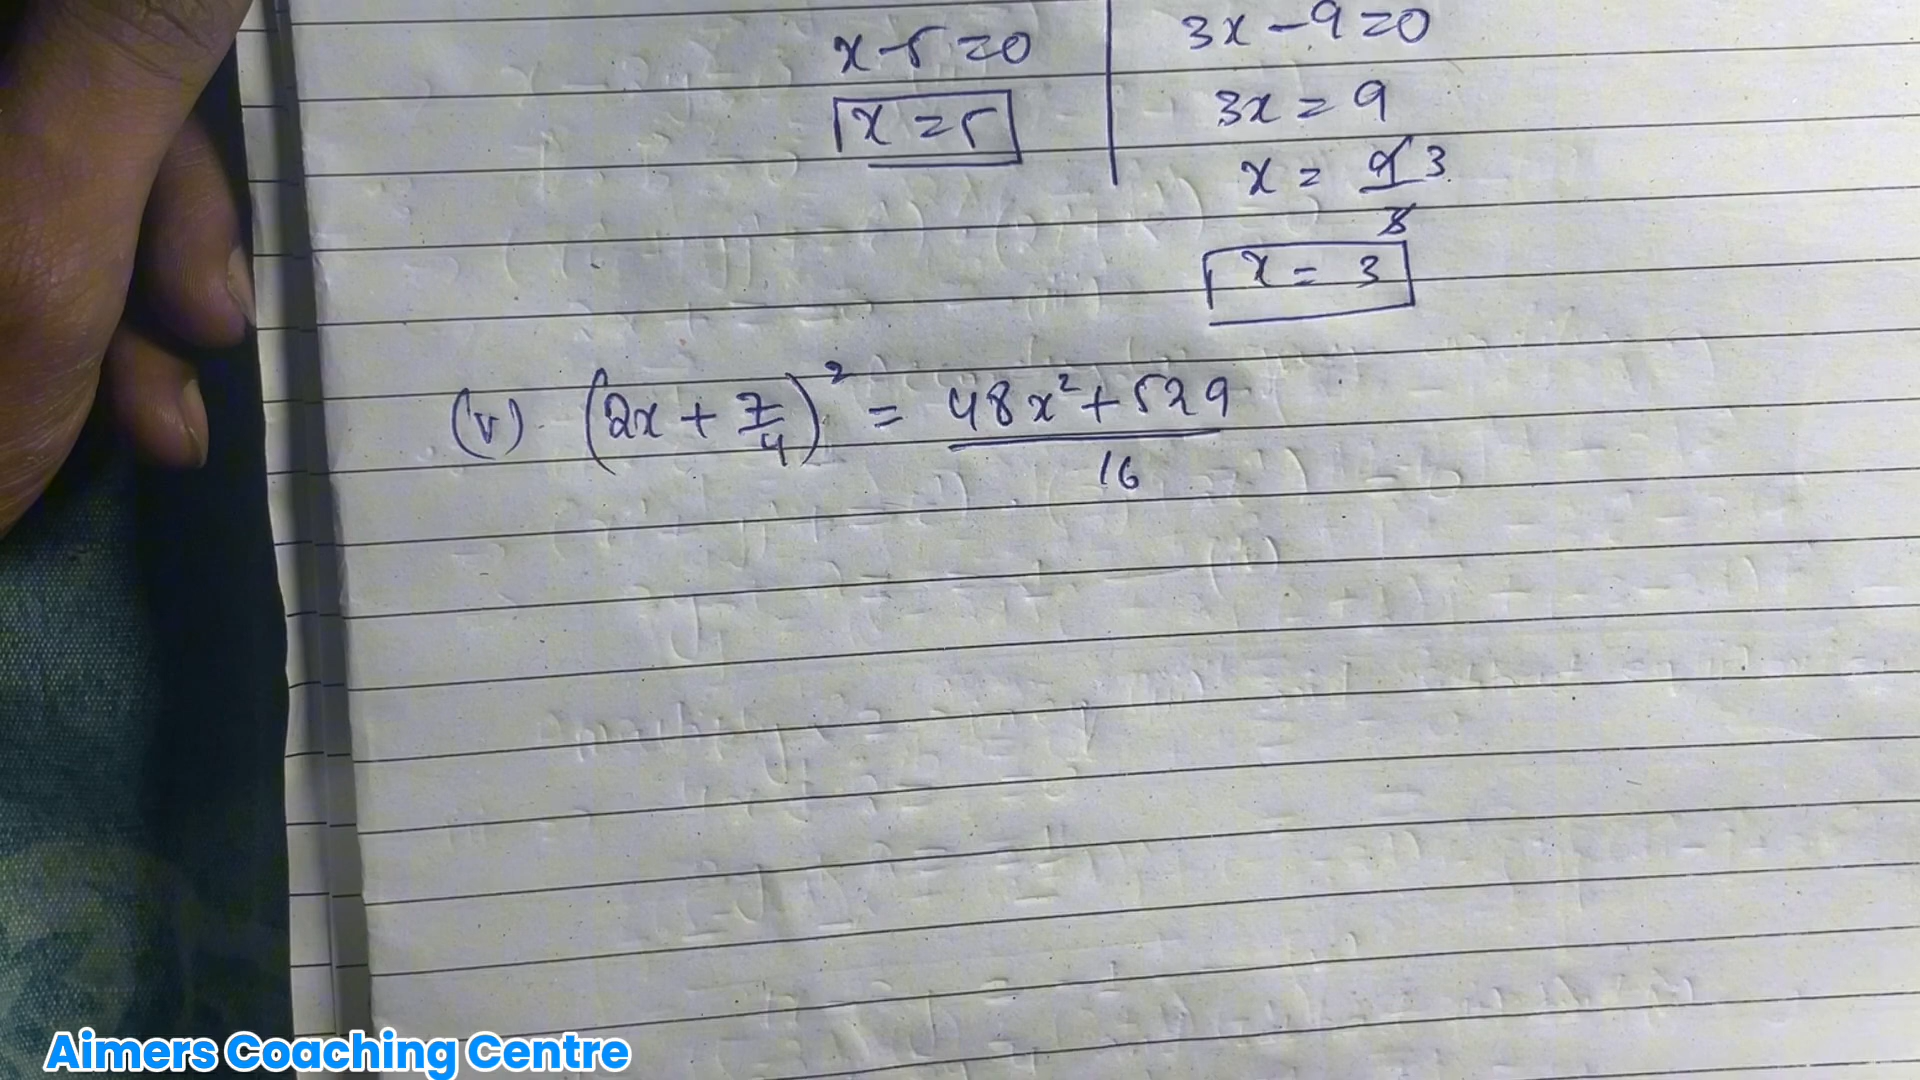 x-5=0 3x-9=0
x=5 3x=9
x = 9/3 3
x = 3
(v) (2x + 7/4)² = 48x²+529/16
Aimers Coaching Centre